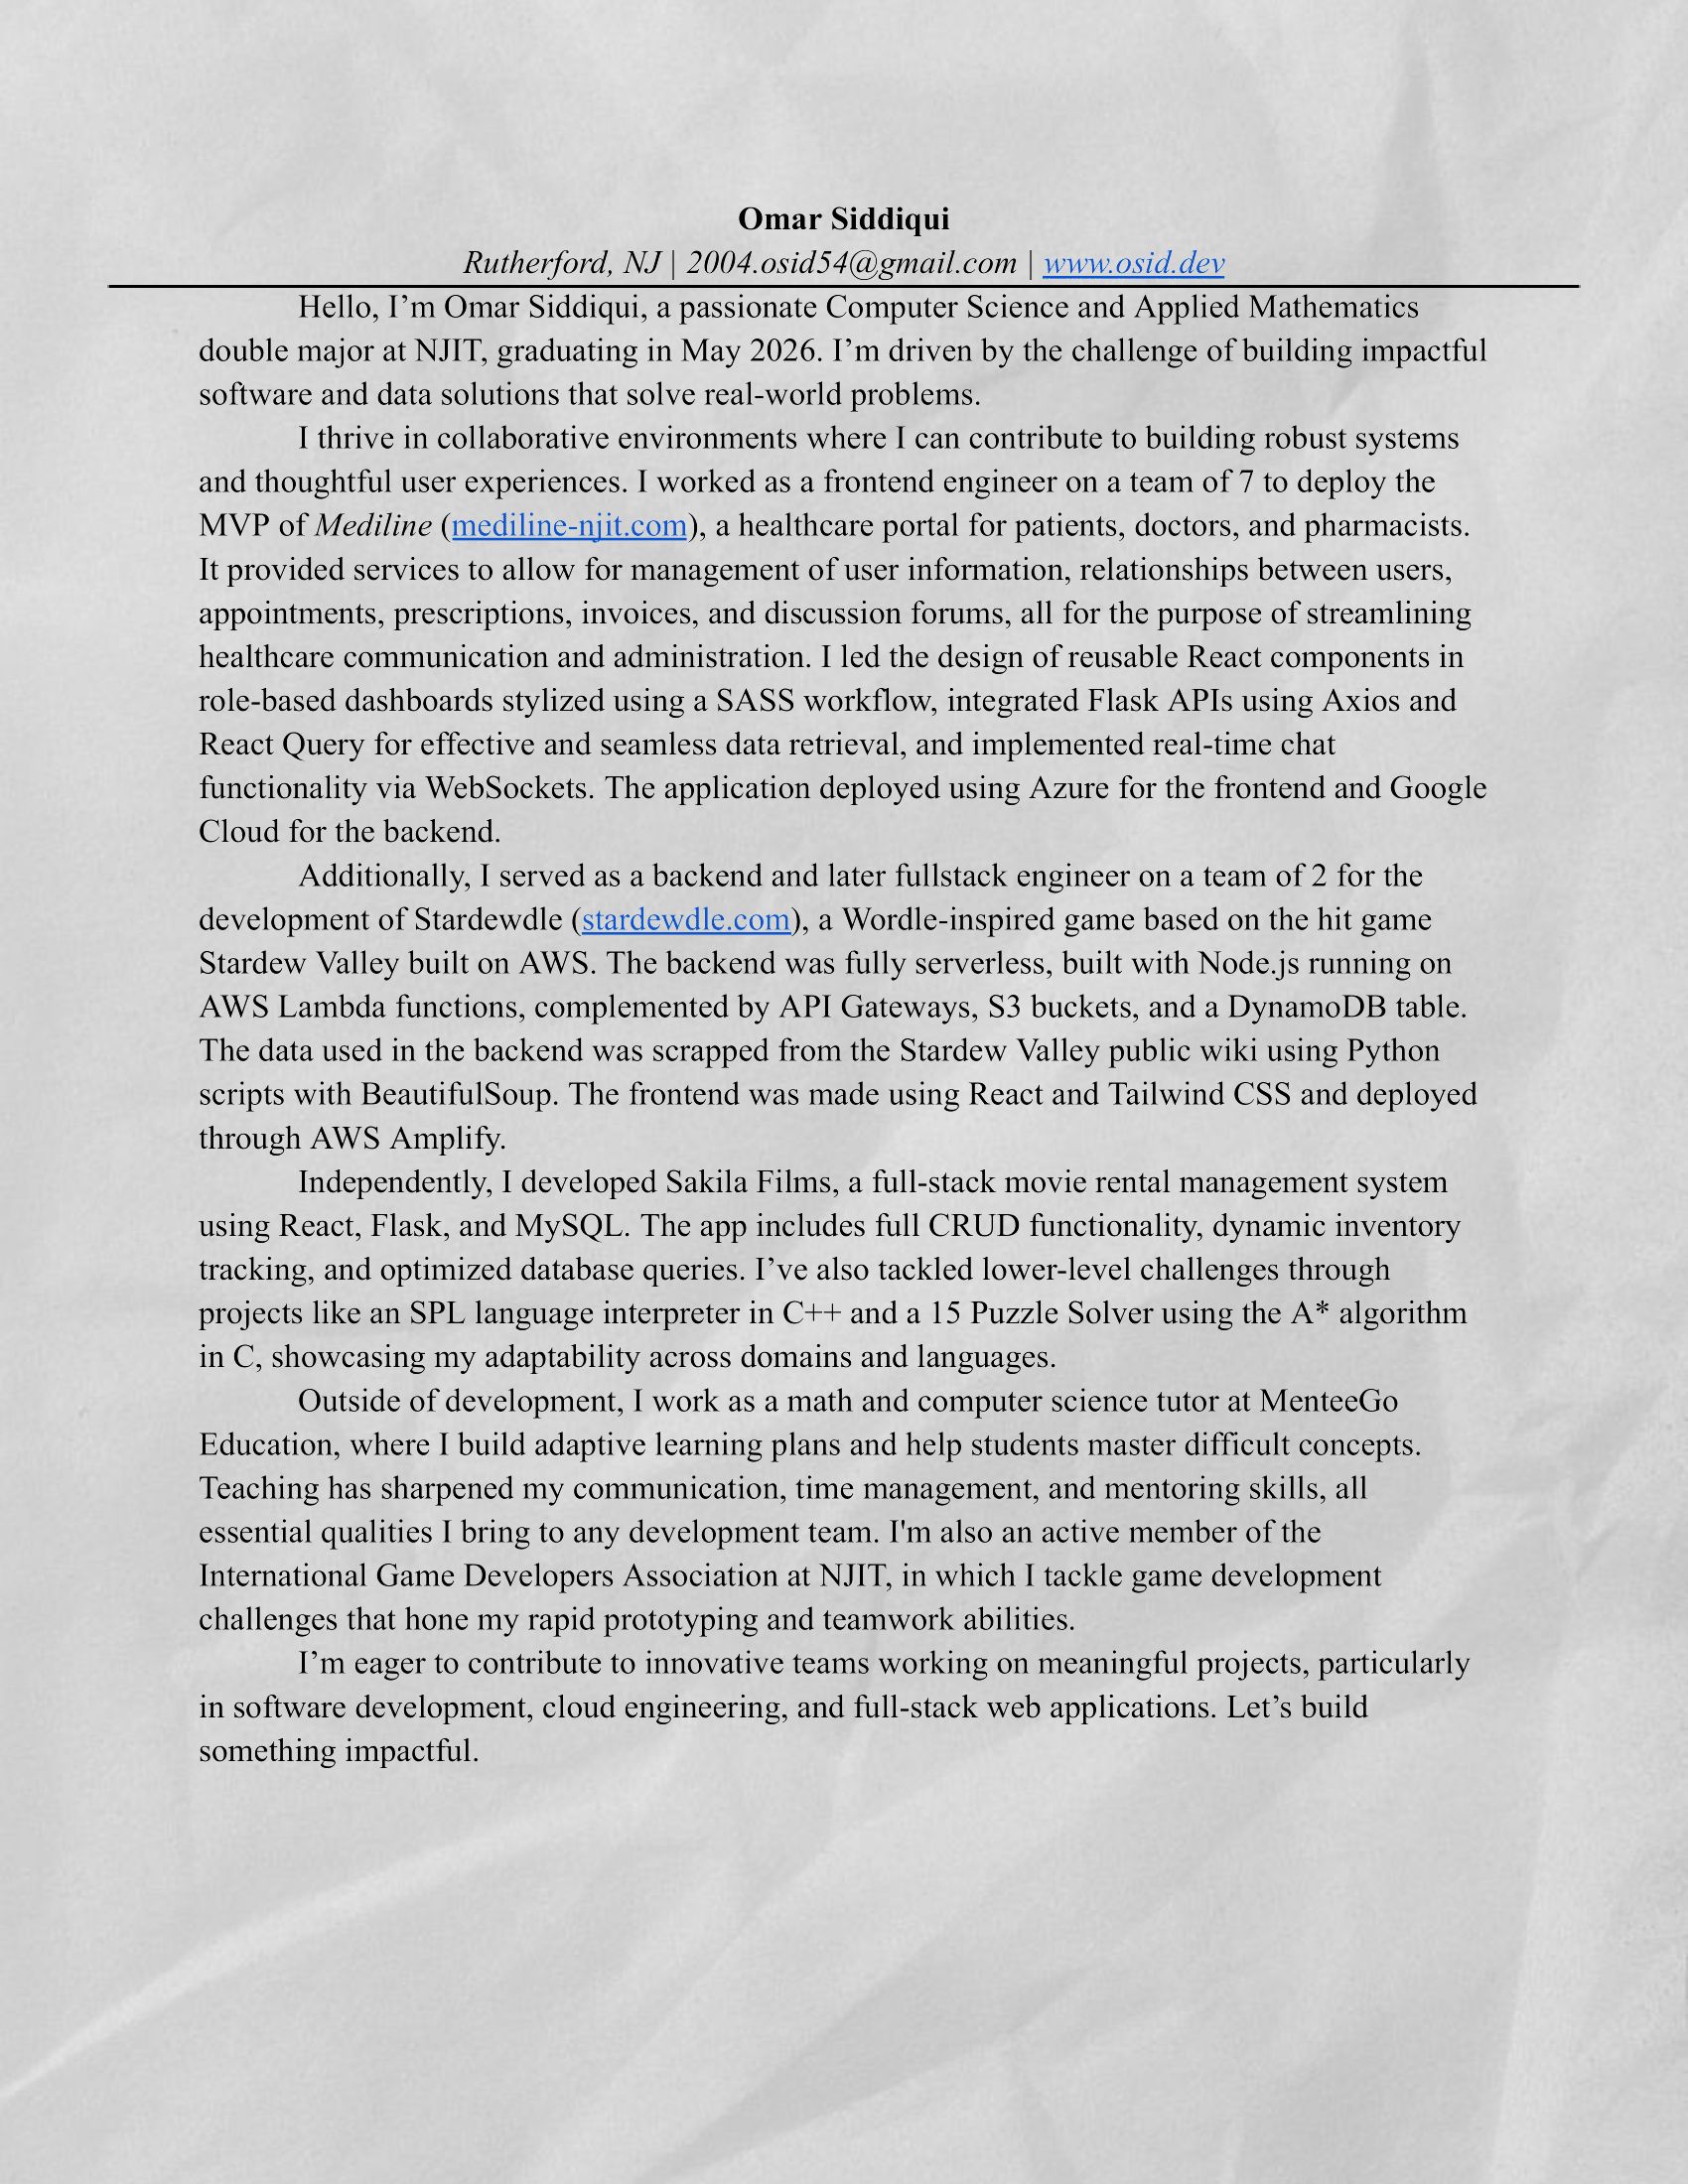 Omar Siddiqui
Rutherford, NJ | 2004.osid54@gmail.com | www.osid.dev
Hello, I’m Omar Siddiqui, a passionate Computer Science and Applied Mathematics
double major at NJIT, graduating in May 2026. I’m driven by the challenge of building impactful
software and data solutions that solve real-world problems.
I thrive in collaborative environments where I can contribute to building robust systems
and thoughtful user experiences. I worked as a frontend engineer on a team of 7 to deploy the
MVP of Mediline (mediline-njit.com), a healthcare portal for patients, doctors, and pharmacists.
It provided services to allow for management of user information, relationships between users,
appointments, prescriptions, invoices, and discussion forums, all for the purpose of streamlining
healthcare communication and administration. I led the design of reusable React components in
role-based dashboards stylized using a SASS workflow, integrated Flask APIs using Axios and
React Query for effective and seamless data retrieval, and implemented real-time chat
functionality via WebSockets. The application deployed using Azure for the frontend and Google
Cloud for the backend.
Additionally, I served as a backend and later fullstack engineer on a team of 2 for the
development of Stardewdle (stardewdle.com), a Wordle-inspired game based on the hit game
Stardew Valley built on AWS. The backend was fully serverless, built with Node.js running on
AWS Lambda functions, complemented by API Gateways, S3 buckets, and a DynamoDB table.
The data used in the backend was scrapped from the Stardew Valley public wiki using Python
scripts with BeautifulSoup. The frontend was made using React and Tailwind CSS and deployed
through AWS Amplify.
Independently, I developed Sakila Films, a full-stack movie rental management system
using React, Flask, and MySQL. The app includes full CRUD functionality, dynamic inventory
tracking, and optimized database queries. I’ve also tackled lower-level challenges through
projects like an SPL language interpreter in C++ and a 15 Puzzle Solver using the A* algorithm
in C, showcasing my adaptability across domains and languages.
Outside of development, I work as a math and computer science tutor at MenteeGo
Education, where I build adaptive learning plans and help students master difficult concepts.
Teaching has sharpened my communication, time management, and mentoring skills, all
essential qualities I bring to any development team. I'm also an active member of the
International Game Developers Association at NJIT, in which I tackle game development
challenges that hone my rapid prototyping and teamwork abilities.
I’m eager to contribute to innovative teams working on meaningful projects, particularly
in software development, cloud engineering, and full-stack web applications. Let’s build
something impactful.